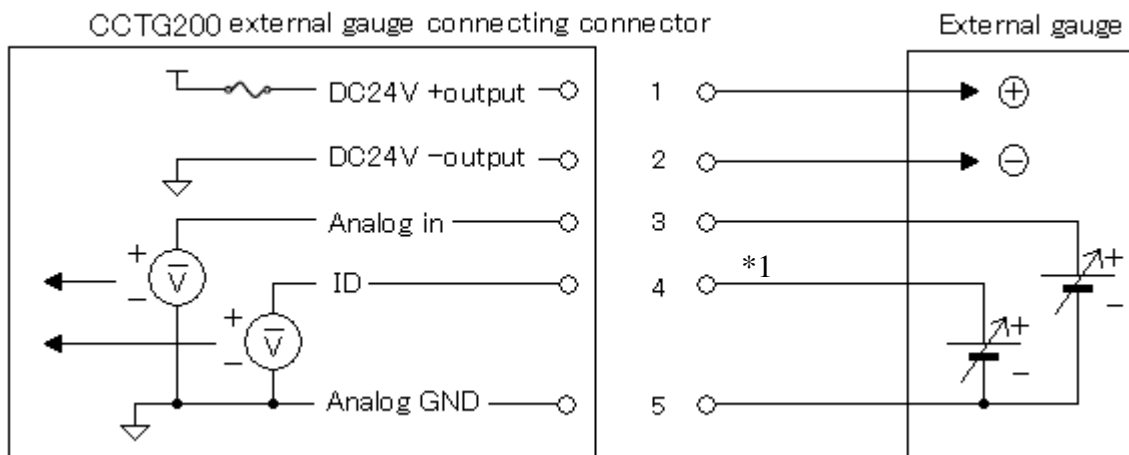 CCTG200 external gauge connecting connector
External gauge
DC24V +output
1
⊕
DC24V −output
2
⊖
Analog in
3
+
V
−
ID
4
*1
+
−
+
V
−
+
−
Analog GND
5